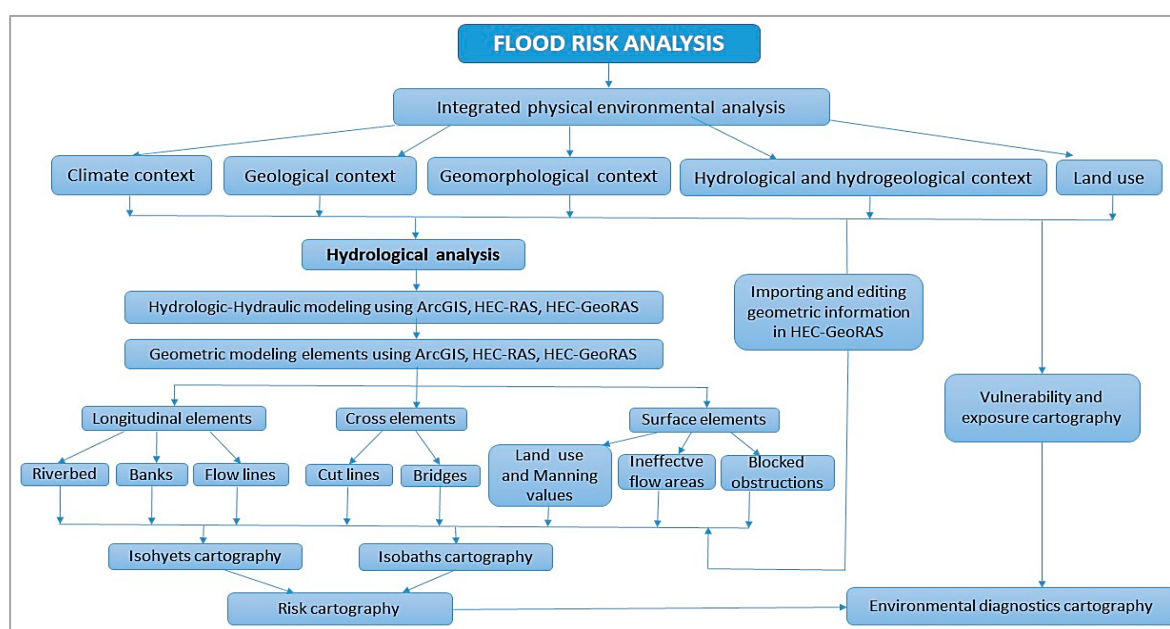 FLOOD RISK ANALYSIS
Integrated physical environmental analysis
Climate context
Geological context
Geomorphological context
Hydrological and hydrogeological context
Land use
Hydrological analysis
Hydrologic-Hydraulic modeling using ArcGIS, HEC-RAS, HEC-GeoRAS
Importing and editing
geometric information
in HEC-GeoRAS
Geometric modeling elements using ArcGIS, HEC-RAS, HEC-GeoRAS
Vulnerability and
exposure cartography
Longitudinal elements
Cross elements
Surface elements
Riverbed
Banks
Flow lines
Cut lines
Bridges
Land use
and Manning
values
Ineffectve
flow areas
Blocked
obstructions
Isohyets cartography
Isobaths cartography
Risk cartography
Environmental diagnostics cartography